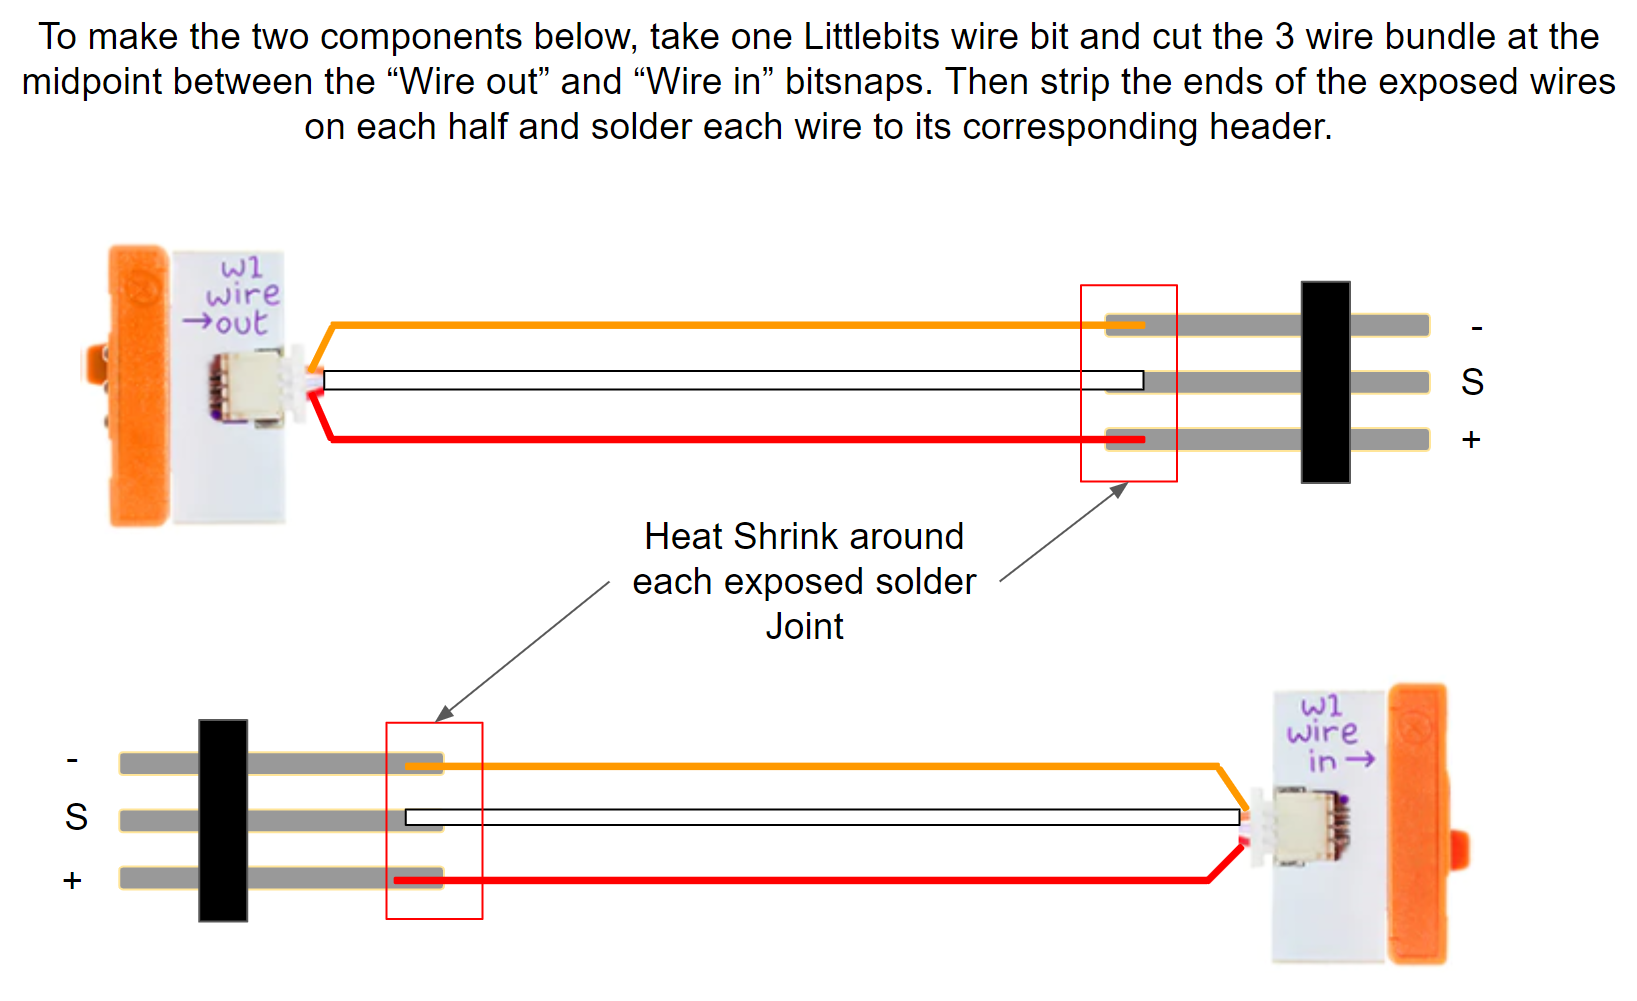 To make the two components below, take one Littlebits wire bit and cut the 3 wire bundle at the
midpoint between the “Wire out” and “Wire in” bitsnaps. Then strip the ends of the exposed wires
on each half and solder each wire to its corresponding header.
w1
wire
→out
-
S
+
Heat Shrink around
each exposed solder
Joint
-
S
+
w1
wire
in→